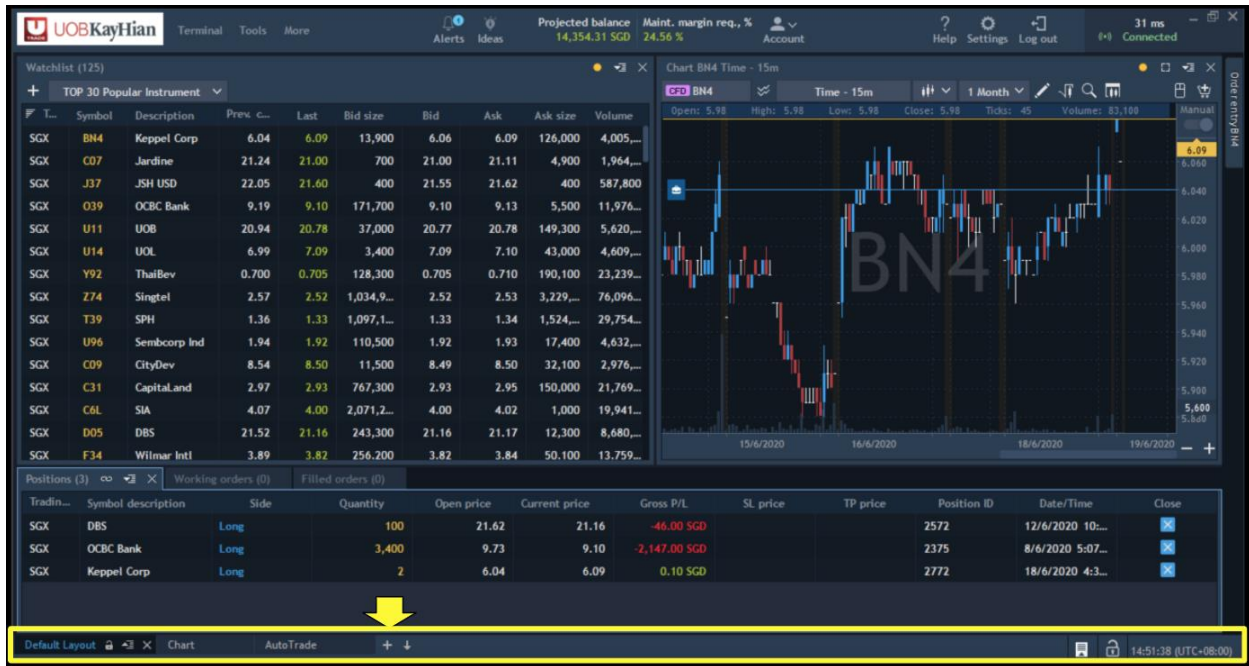 UOBKayHian Terminal Tools More Alerts Ideas Projected balance 14,354.31 SGD Maint. margin req., % 24.56 % Account Help Settings Log out 31 ms Connected
Watchlist (125)
TOP 30 Popular Instrument
T... Symbol Description Prev. c... Last Bid size Bid Ask Ask size Volume
SGX BN4 Keppel Corp 6.04 6.09 13,900 6.06 6.09 126,000 4,005,...
SGX C07 Jardine 21.24 21.00 700 21.00 21.11 4,900 1,964,...
SGX J37 JSH USD 22.05 21.60 400 21.55 21.62 400 587,800
SGX O39 OCBC Bank 9.19 9.10 171,700 9.10 9.13 5,500 11,976...
SGX U11 UOB 20.94 20.78 37,000 20.77 20.78 149,300 5,620,...
SGX U14 UOL 6.99 7.09 3,400 7.09 7.10 43,000 4,609,...
SGX Y92 ThaiBev 0.700 0.705 128,300 0.705 0.710 190,100 23,239...
SGX Z74 Singtel 2.57 2.52 1,034,9... 2.52 2.53 3,229,... 76,096...
SGX T39 SPH 1.36 1.33 1,097,1... 1.33 1.34 1,524,... 29,754...
SGX U96 Sembcorp Ind 1.94 1.92 110,500 1.92 1.93 17,400 4,632,...
SGX C09 CityDev 8.54 8.50 11,500 8.49 8.50 32,100 2,976,...
SGX C31 CapitaLand 2.97 2.93 767,300 2.93 2.95 150,000 21,769...
SGX C6L SIA 4.07 4.00 2,071,2... 4.00 4.02 1,000 19,941...
SGX D05 DBS 21.52 21.16 243,300 21.16 21.17 12,300 8,680,...
SGX F34 Wilmar Intl 3.89 3.82 256.200 3.82 3.84 50.100 13.759...
Chart BN4 Time - 15m
CFD BN4 Time - 15m 1 Month
Open: 5.98 High: 5.98 Low: 5.98 Close: 5.98 Ticks: 45 Volume: 83,100 Manual
6.09
6.060
6.040
6.020
6.000
5.980
5.960
5.940
5.920
5.900
5,600
BN4
15/6/2020 16/6/2020 18/6/2020 19/6/2020
Order entry BN4
Positions (3) Working orders (0) Filled orders (0)
Tradin... Symbol description Side Quantity Open price Current price Gross P/L SL price TP price Position ID Date/Time Close
SGX DBS Long 100 21.62 21.16 -46.00 SGD 2572 12/6/2020 10:...
SGX OCBC Bank Long 3,400 9.73 9.10 -2,147.00 SGD 2375 8/6/2020 5:07...
SGX Keppel Corp Long 2 6.04 6.09 0.10 SGD 2772 18/6/2020 4:3...
Default Layout Chart AutoTrade 14:51:38 (UTC+08:00)